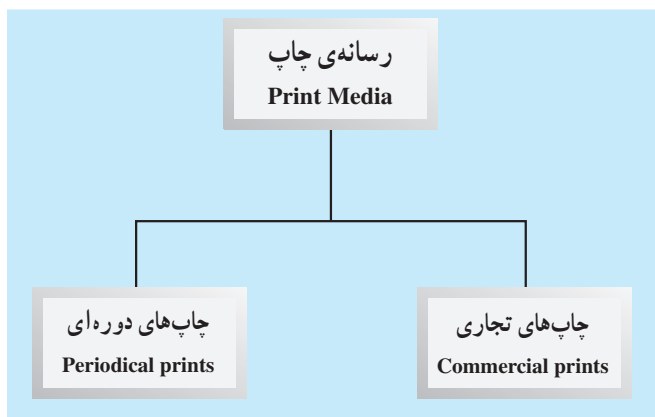 رسانه‌ی چاپ
Print Media
چاپ‌های تجاری
Commercial prints
چاپ‌های دوره‌ای
Periodical prints